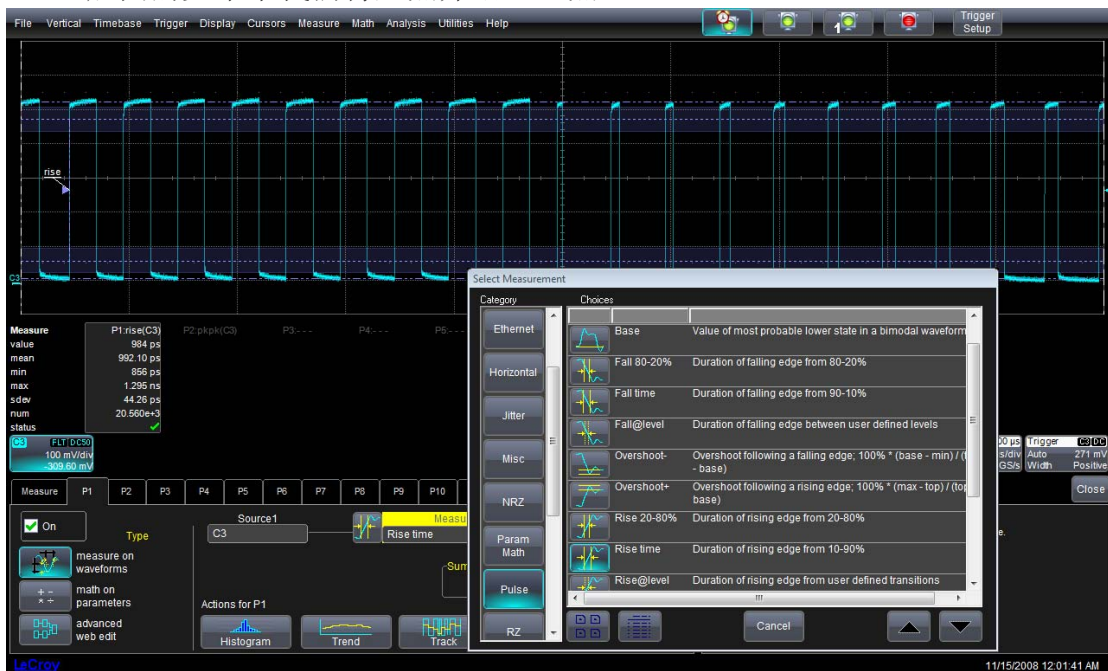 File Vertical Timebase Trigger Display Cursors Measure Math Analysis Utilities Help
1
Trigger
Setup
rise
C3
Measure P1:rise(C3) P2:pkpk(C3) P3:--- P4:--- P5:---
value 984 ps
mean 992.10 ps
min 856 ps
max 1.295 ns
sdev 44.26 ps
num 20.560e+3
status
C3 FLT DC50
100 mV/div
-309.60 mV
Select Measurement
Category Choices
Ethernet
Horizontal
Jitter
Misc
NRZ
Param
Math
Pulse
RZ
Base Value of most probable lower state in a bimodal waveform
Fall 80-20% Duration of falling edge from 80-20%
Fall time Duration of falling edge from 90-10%
Fall@level Duration of falling edge between user defined levels
Overshoot- Overshoot following a falling edge; 100% * (base - min) / (
- base)
Overshoot+ Overshoot following a rising edge; 100% * (max - top) / (top
base)
Rise 20-80% Duration of rising edge from 20-80%
Rise time Duration of rising edge from 10-90%
Rise@level Duration of rising edge from user defined transitions
Cancel
00 µs Trigger C3 DC
s/div Auto 271 mV
GS/s Width Positive
Measure P1 P2 P3 P4 P5 P6 P7 P8 P9 P10
Close
On
Type
measure on
waveforms
math on
parameters
advanced
web edit
Source1
C3
Measu
Rise time
Sum
e.
Actions for P1
Histogram Trend Track
LeCroy
11/15/2008 12:01:41 AM